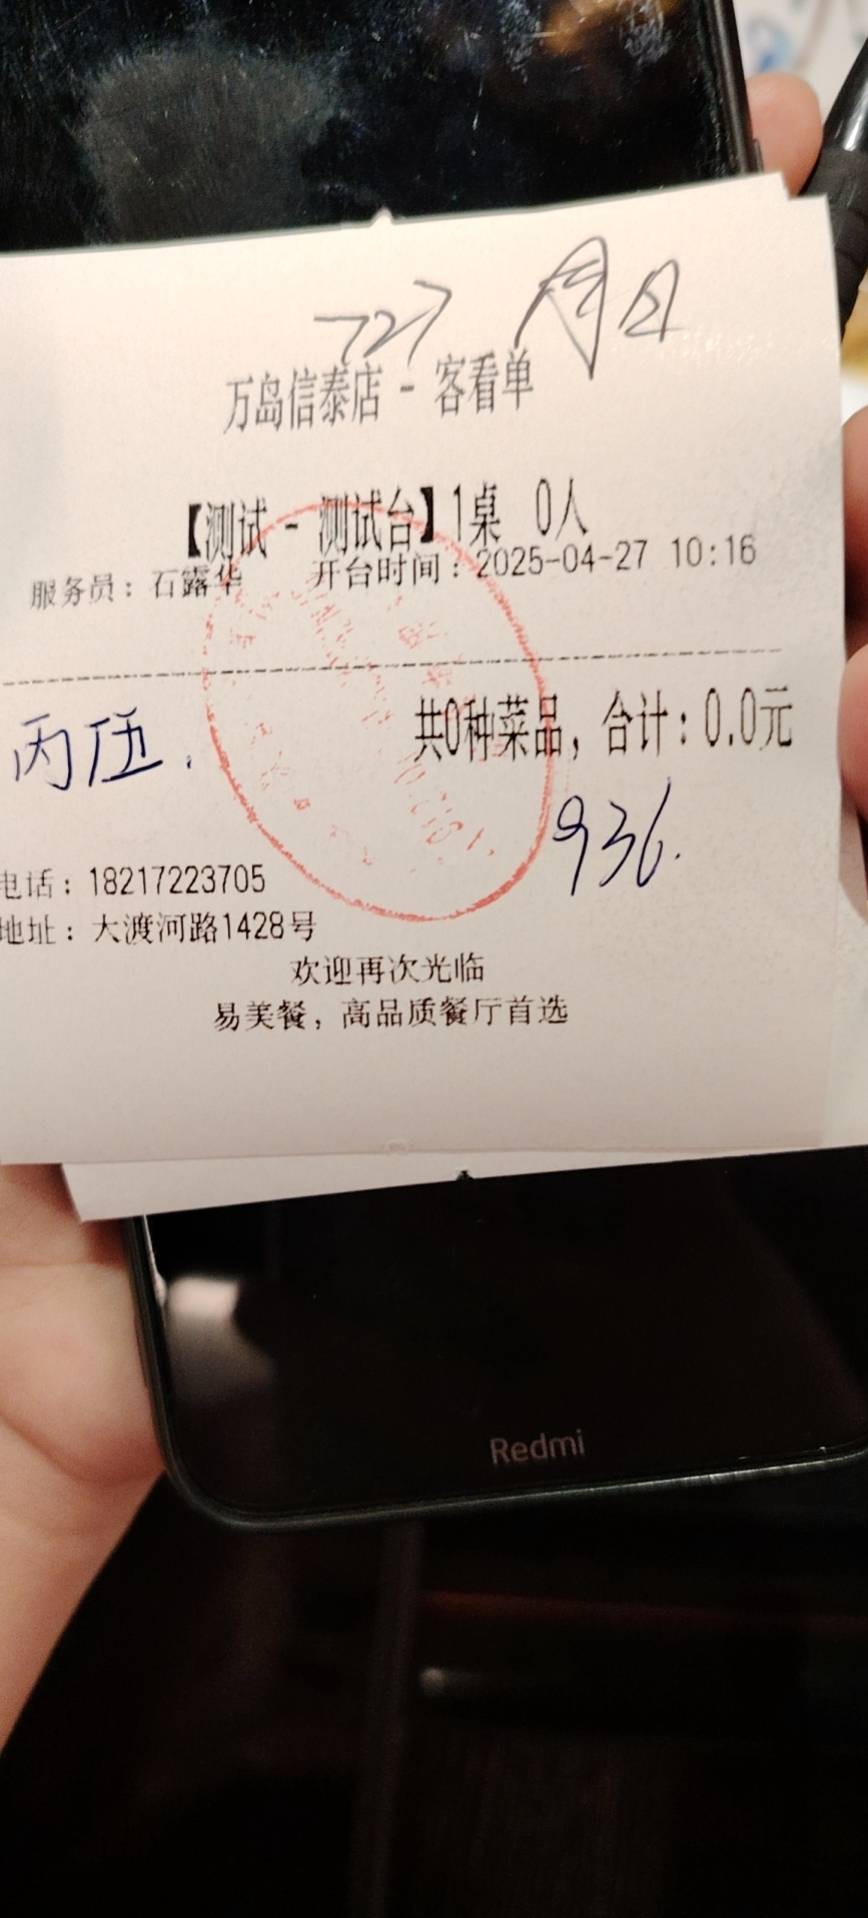 727 周日
万岛信泰店 - 客看单
【测试 - 测试台】1桌 0人
服务员：石露华 开台时间：2025-04-27 10:16
共0种菜品，合计：0.0元
丙伍.
936.
电话：18217223705
地址：大渡河路1428号
欢迎再次光临
易美餐，高品质餐厅首选
Redmi